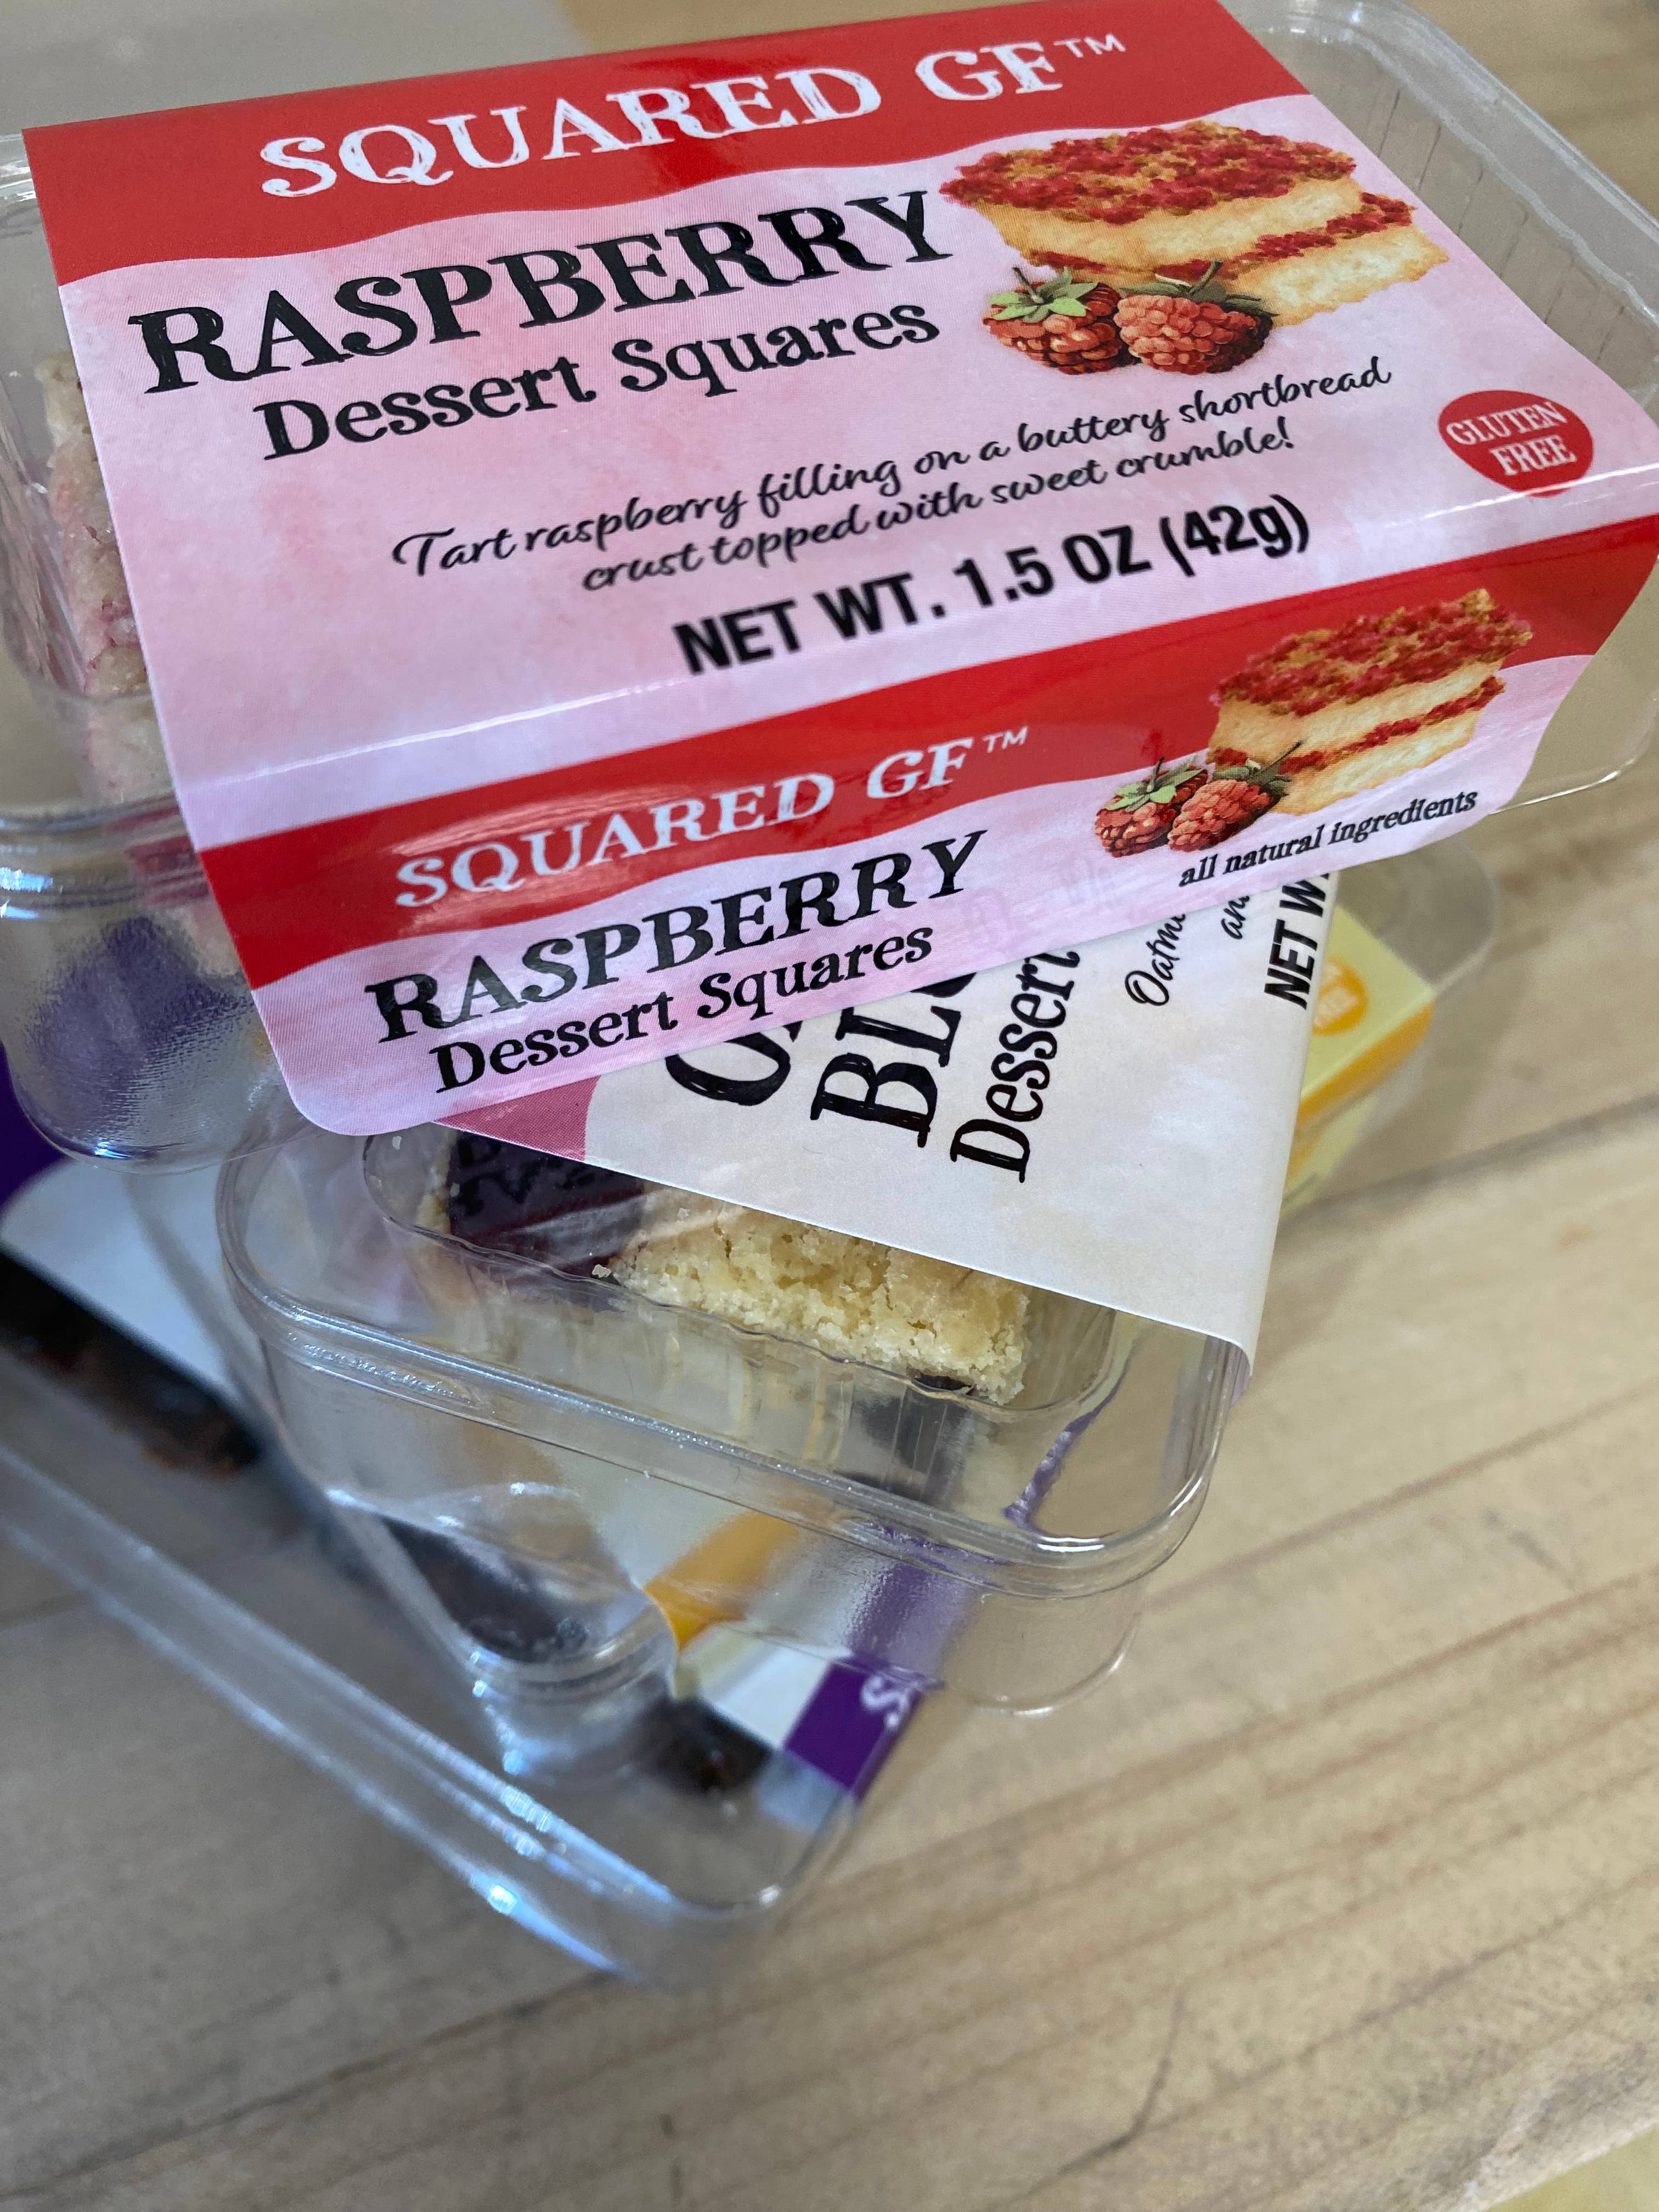 SQUARED GF™
RASPBERRY
Dessert Squares
Tart raspberry filling on a buttery shortbread
crust topped with sweet crumble!
GLUTEN
FREE
NET WT. 1.5 OZ (42g)
SQUARED GF™
RASPBERRY
Dessert Squares
all natural ingredients
Dessert
NET